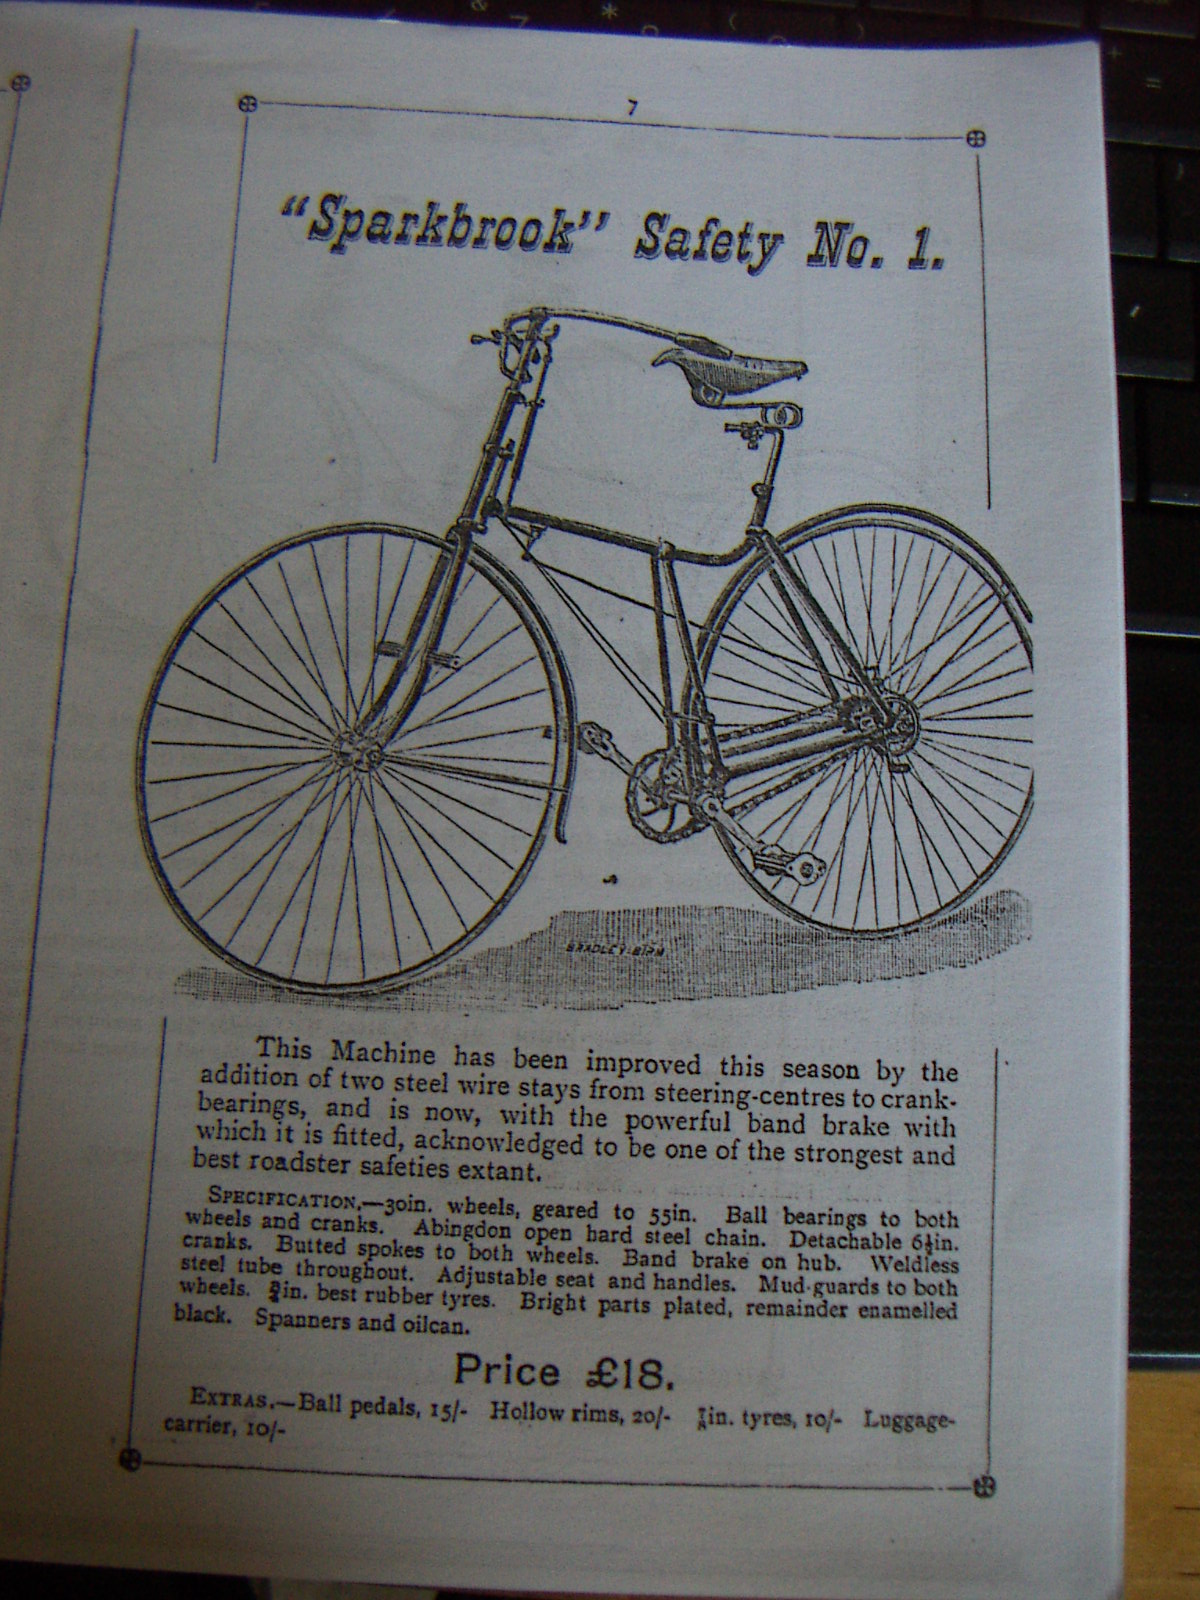 7
“Sparkbrook” Safety No. 1.
BRADLEY·BIRM
This Machine has been improved this season by the
addition of two steel wire stays from steering-centres to crank-
bearings, and is now, with the powerful band brake with
which it is fitted, acknowledged to be one of the strongest and
best roadster safeties extant.
SPECIFICATION.—30in. wheels, geared to 55in. Ball bearings to both
wheels and cranks. Abingdon open hard steel chain. Detachable 6½in.
cranks. Butted spokes to both wheels. Band brake on hub. Weldless
steel tube throughout. Adjustable seat and handles. Mud-guards to both
wheels. in. best rubber tyres. Bright parts plated, remainder enamelled
black. Spanners and oilcan.
Price £18.
EXTRAS.—Ball pedals, 15/- Hollow rims, 20/- ⅞in. tyres, 10/- Luggage-
carrier, 10/-